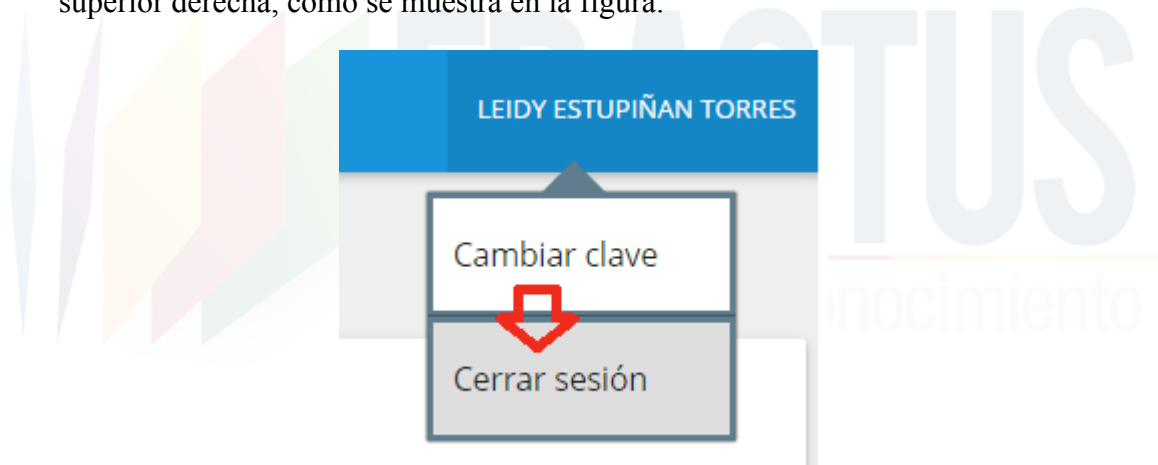 superior derecha, como se muestra en la figura.
LEIDY ESTUPIÑAN TORRES
Cambiar clave
Cerrar sesión